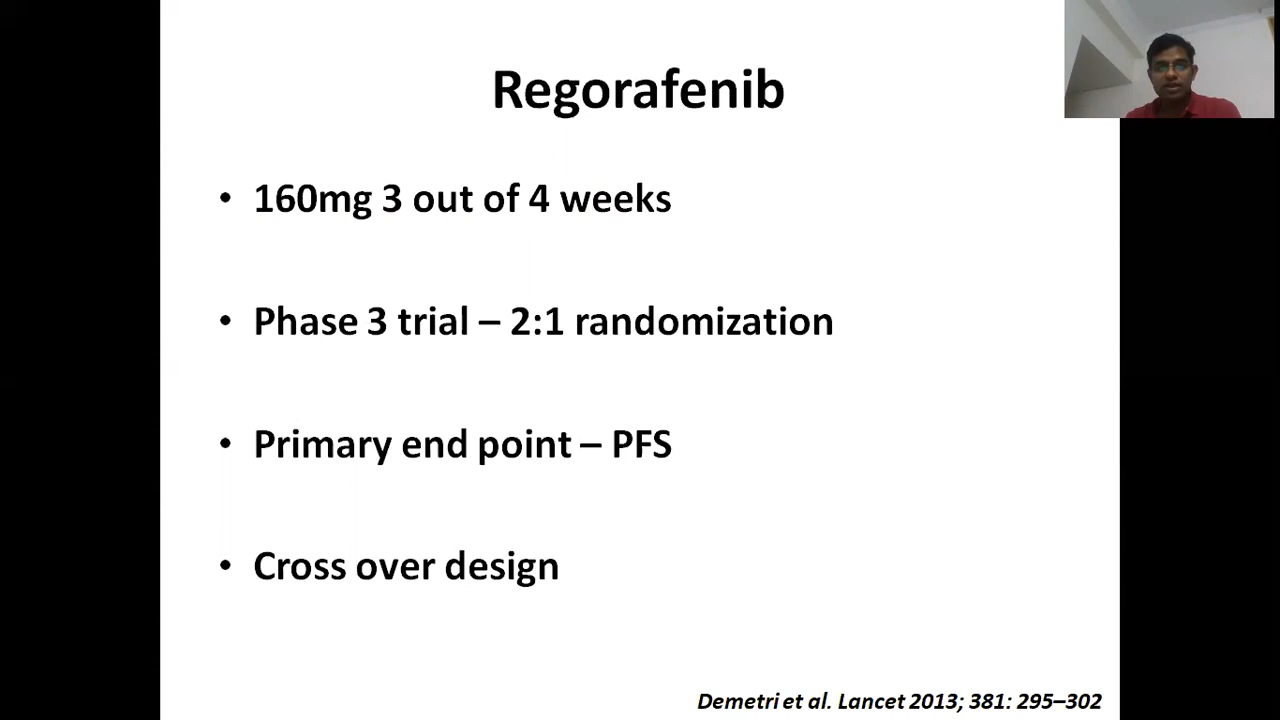 Regorafenib
• 160mg 3 out of 4 weeks
• Phase 3 trial – 2:1 randomization
• Primary end point – PFS
• Cross over design
Demetri et al. Lancet 2013; 381: 295–302